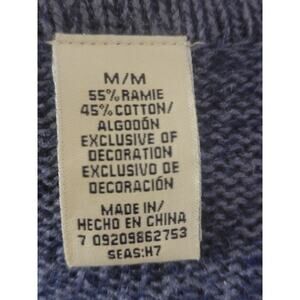 M/M
55% RAMIE
45% COTTON/
ALGODÓN
EXCLUSIVE OF
DECORATION
EXCLUSIVO DE
DECORACIÓN
MADE IN/
HECHO EN CHINA
7 09209862753
SEAS:H7